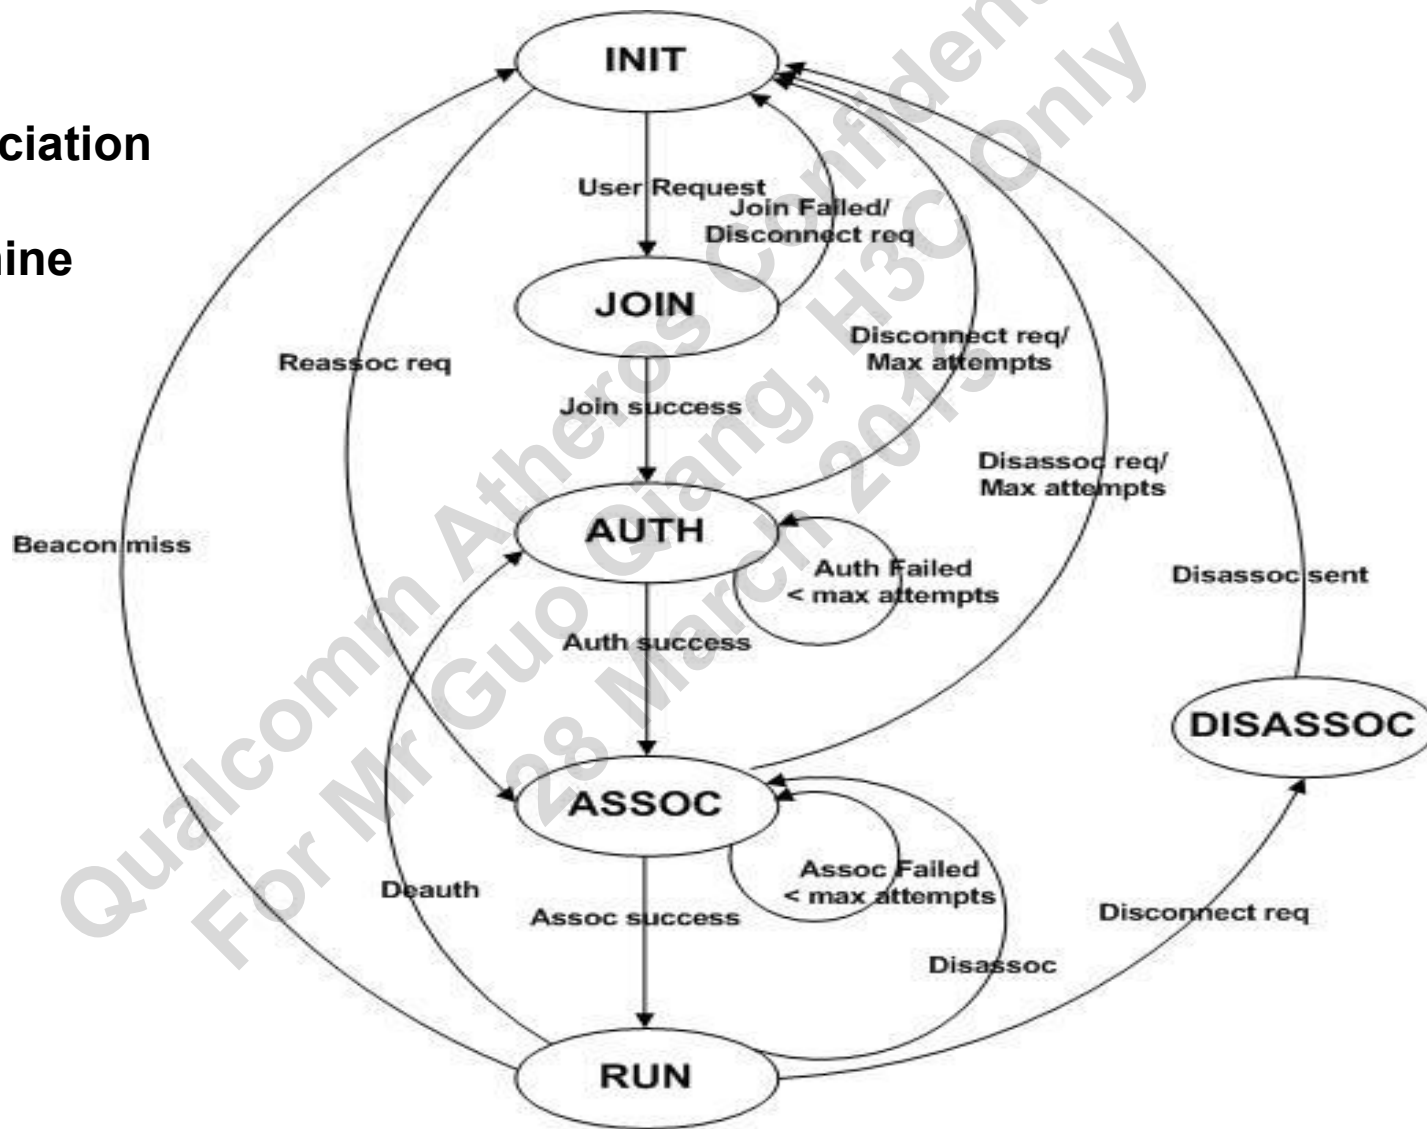 INIT
ciation
User Request
Join Failed/
Disconnect req
nine
JOIN
Disconnect req/
Max attempts
Reassoc req
Join success
Disassoc req/
Max attempts
AUTH
Beacon miss
Auth Failed
< max attempts
Disassoc sent
Auth success
DISASSOC
ASSOC
Assoc Failed
< max attempts
Deauth
Assoc success
Disconnect req
Disassoc
RUN
Qualcomm Atheros Confident
For Mr Guo Qiang, H3C Only
28 March 2013